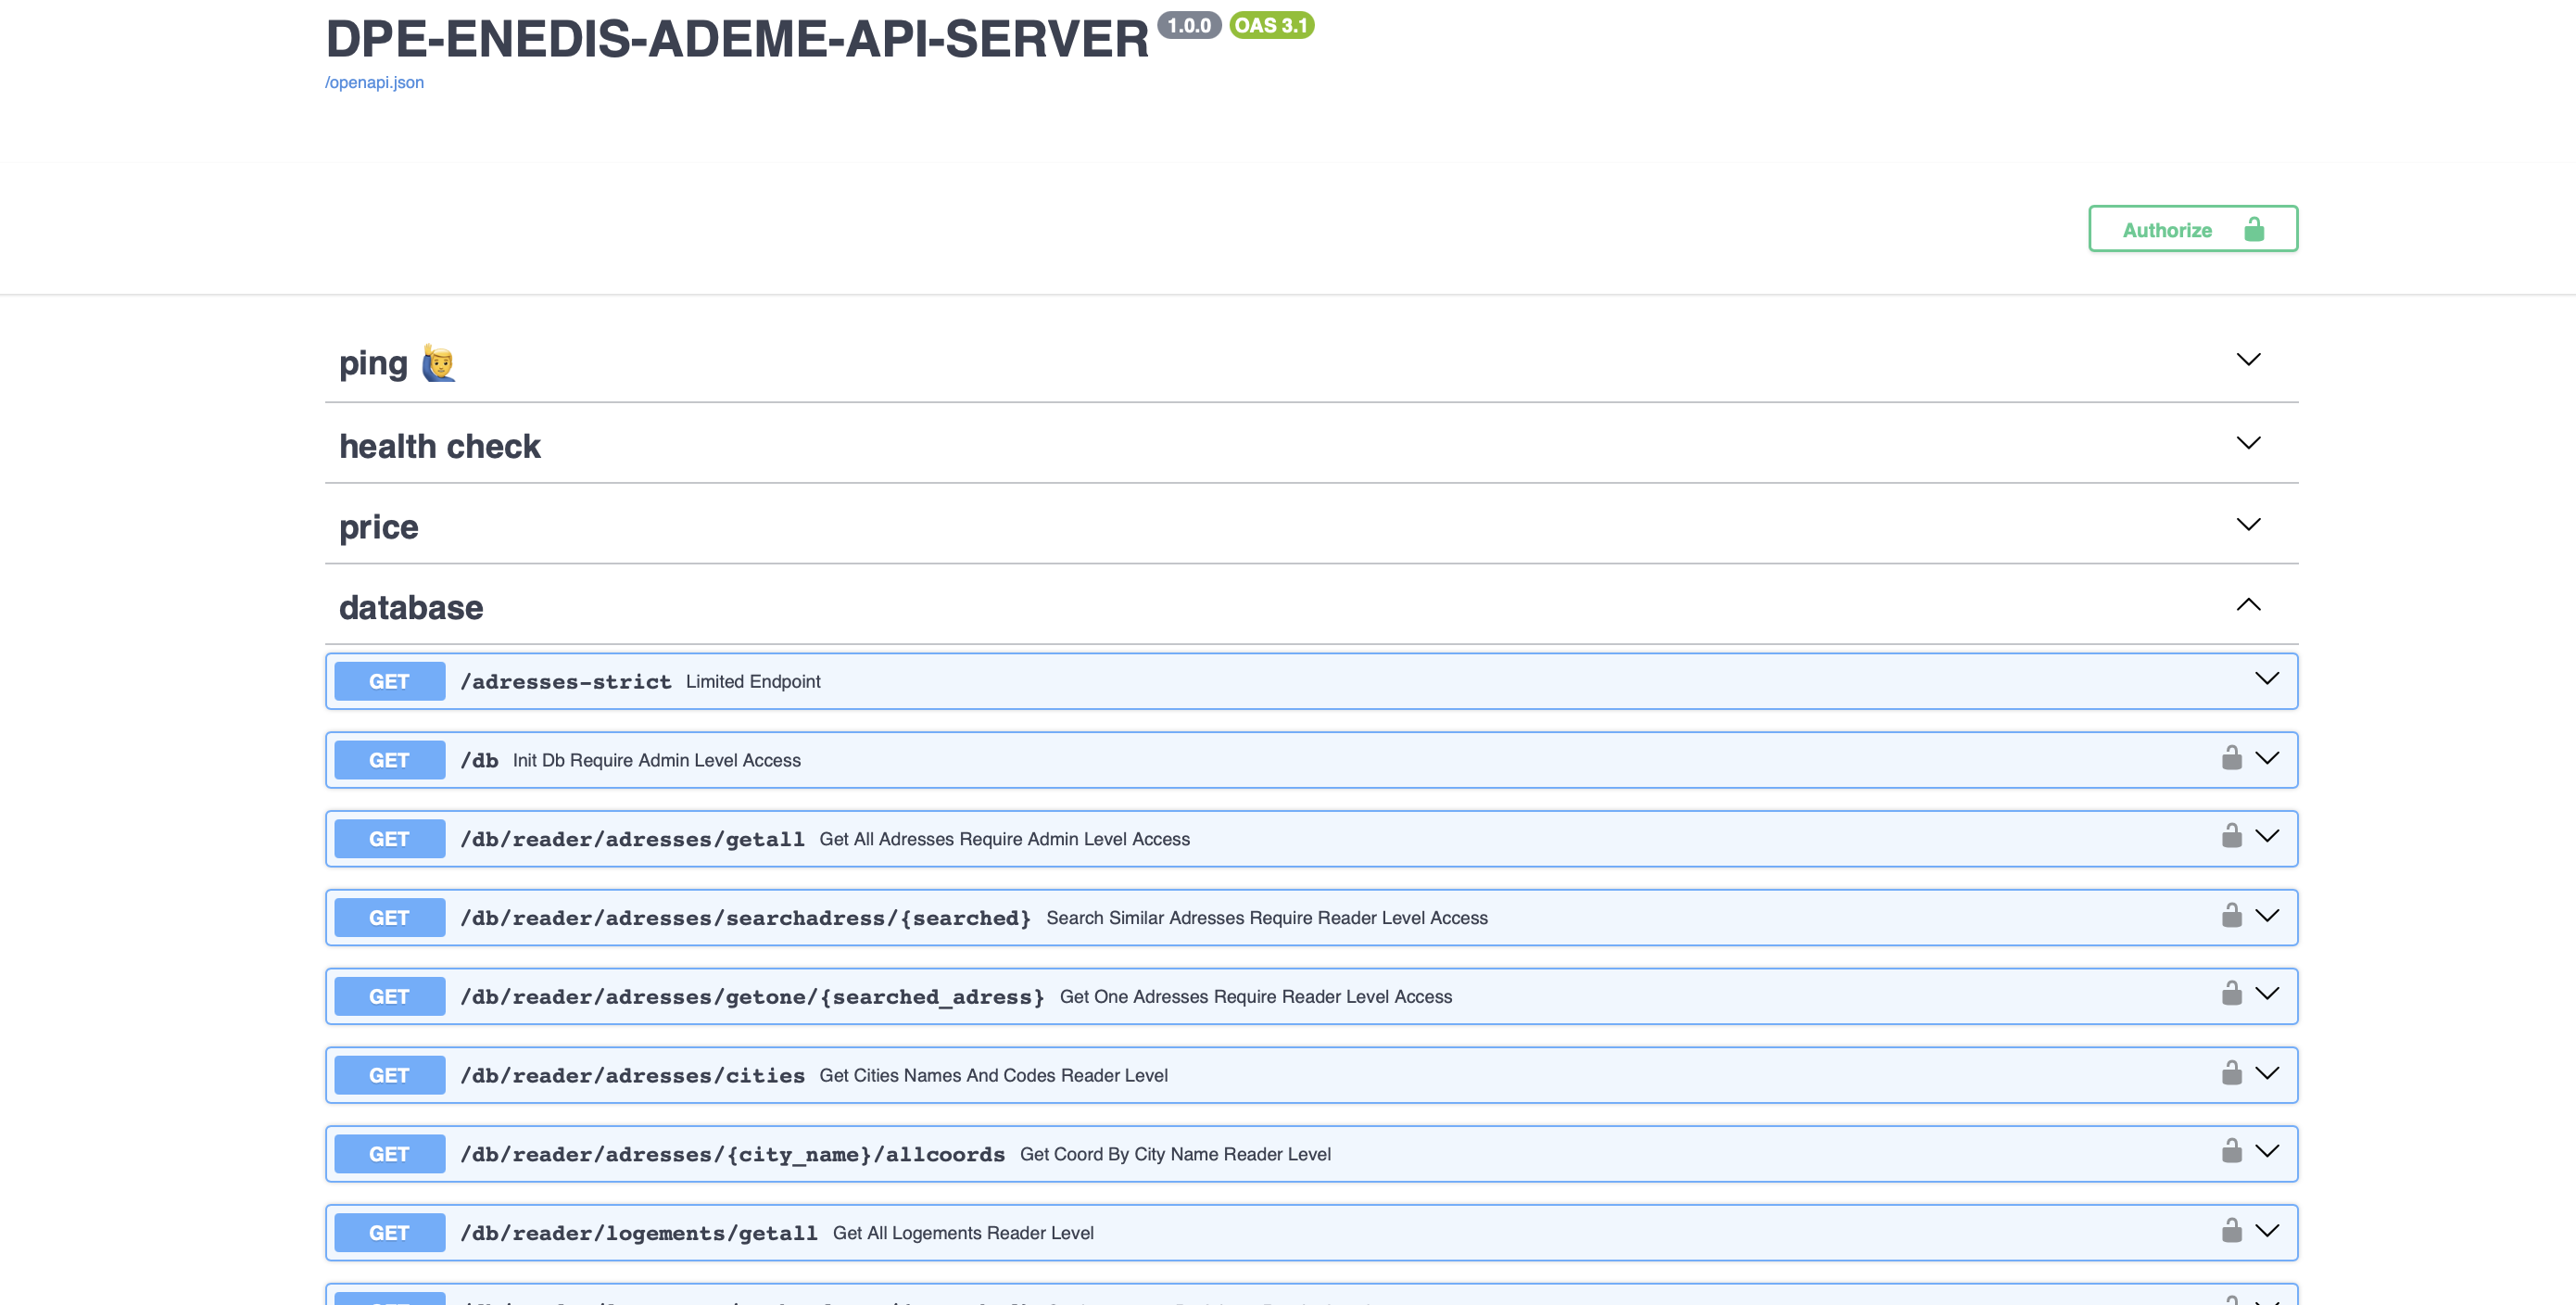 DPE-ENEDIS-ADEME-API-SERVER 1.0.0 OAS 3.1
/openapi.json
Authorize
ping 🙋‍♂️
health check
price
database
GET /adresses-strict Limited Endpoint
GET /db Init Db Require Admin Level Access
GET /db/reader/adresses/getall Get All Adresses Require Admin Level Access
GET /db/reader/adresses/searchadress/{searched} Search Similar Adresses Require Reader Level Access
GET /db/reader/adresses/getone/{searched_adress} Get One Adresses Require Reader Level Access
GET /db/reader/adresses/cities Get Cities Names And Codes Reader Level
GET /db/reader/adresses/{city_name}/allcoords Get Coord By City Name Reader Level
GET /db/reader/logements/getall Get All Logements Reader Level